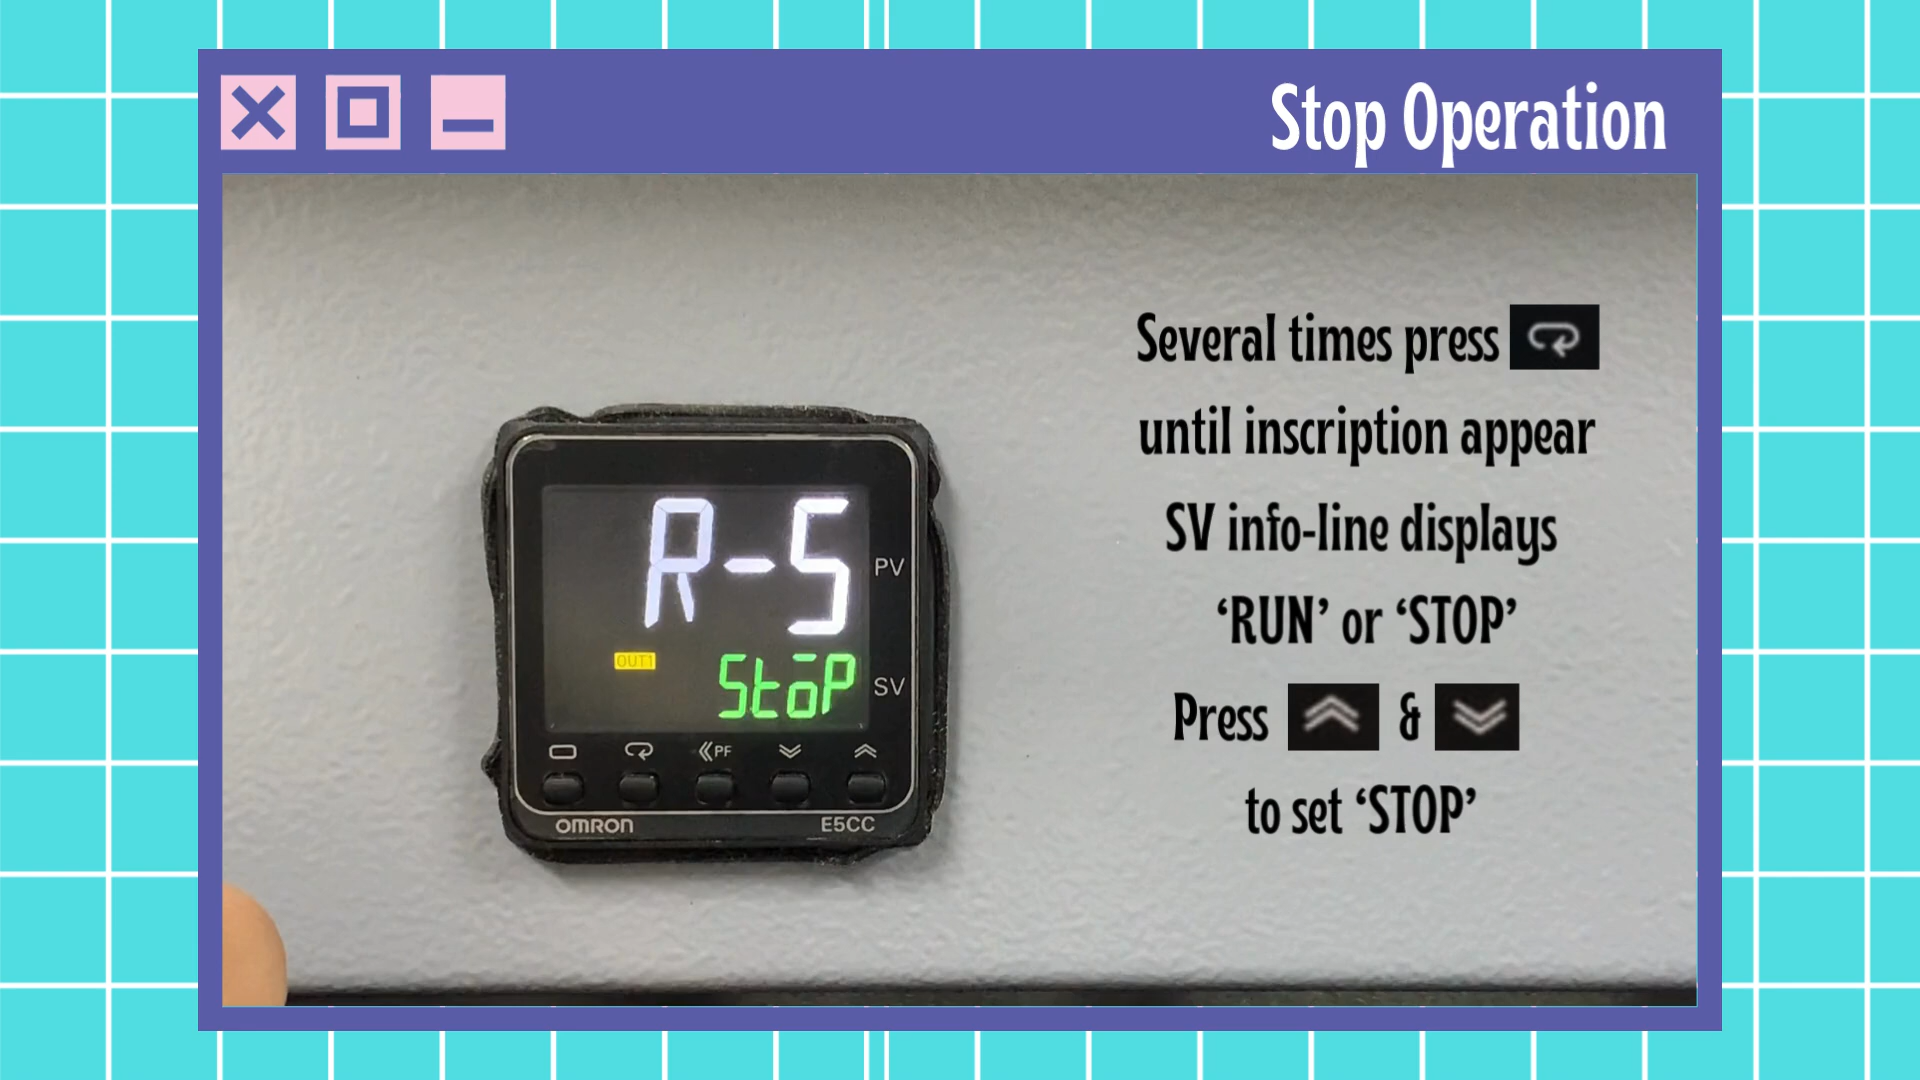 Stop Operation
Several times press
until inscription appear
SV info-line displays
‘RUN’ or ‘STOP’
Press & 
to set ‘STOP’
R-S
PV
OUT1
StoP
SV
PF
OMRON
E5CC